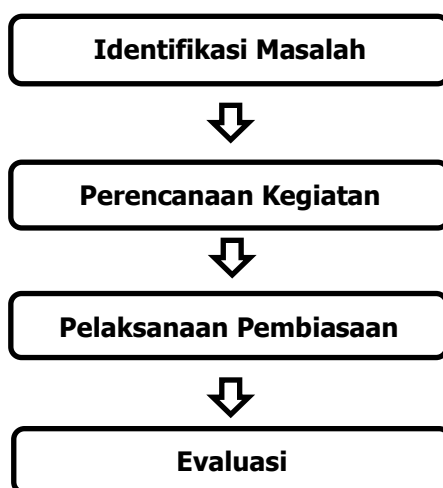 Identifikasi Masalah
Perencanaan Kegiatan
Pelaksanaan Pembiasaan
Evaluasi